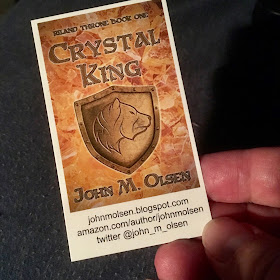 RILAND THRONE BOOK ONE
CRYSTAL
KING
JOHN M. OLSEN
johnmolsen.blogspot.com
amazon.com/author/johnmolsen
twitter @john_m_olsen